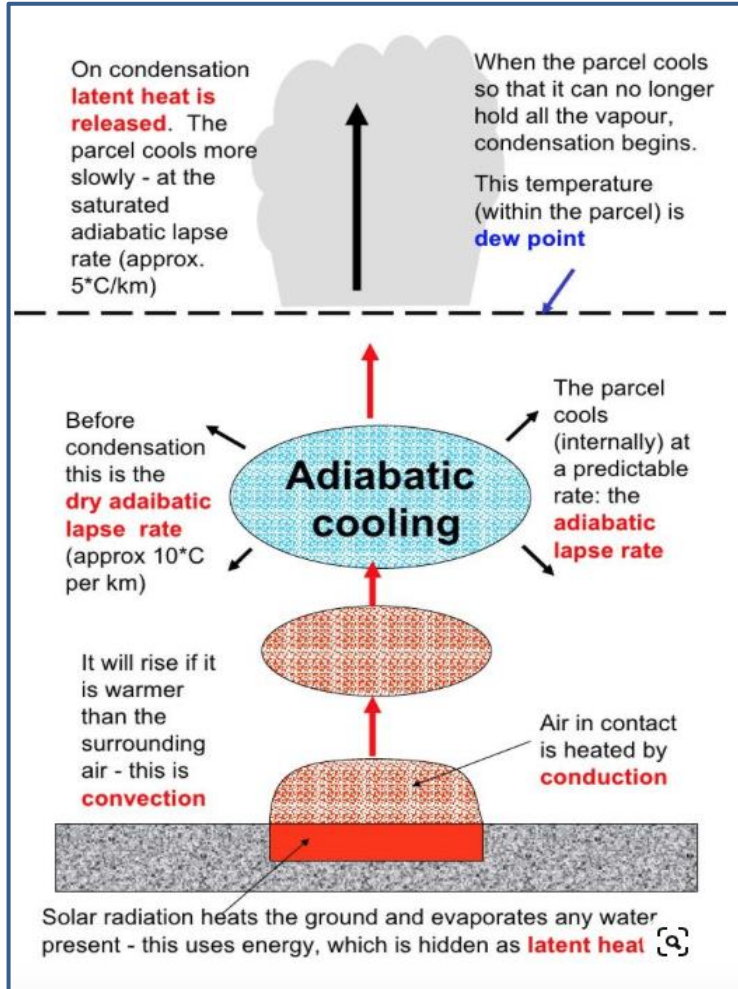 On condensation
latent heat is
released.  The
parcel cools more
slowly - at the
saturated
adiabatic lapse
rate (approx.
5*C/km)
When the parcel cools
so that it can no longer
hold all the vapour,
condensation begins.
This temperature
(within the parcel) is
dew point
Before
condensation
this is the
dry adaibatic
lapse  rate
(approx 10*C
per km)
Adiabatic
cooling
The parcel
cools
(internally) at
a predictable
rate: the
adiabatic
lapse rate
It will rise if it
is warmer
than the
surrounding
air - this is
convection
Air in contact
is heated by
conduction
Solar radiation heats the ground and evaporates any water
present - this uses energy, which is hidden as latent heat